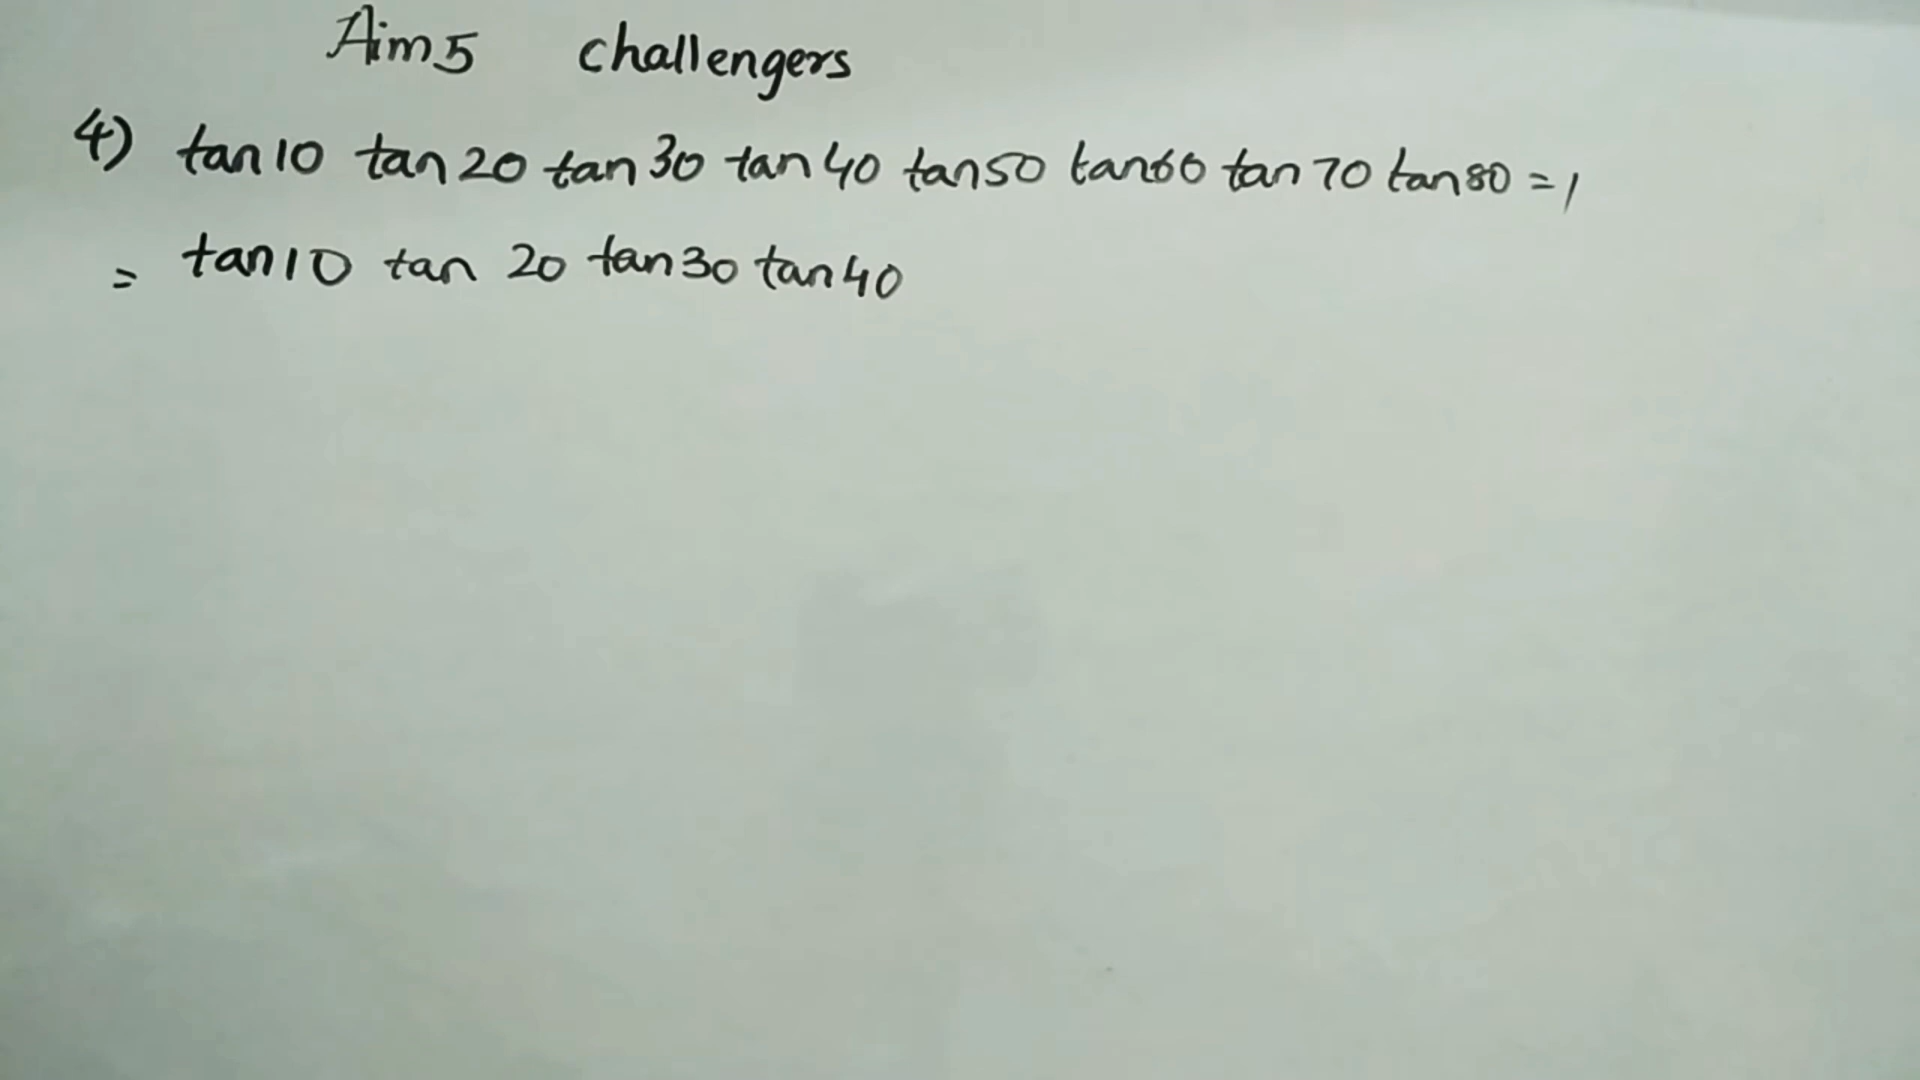 Aim5 challengers
4) tan10 tan20 tan30 tan40 tan50 tan60 tan70 tan80 = 1
= tan10 tan 20 tan30 tan40